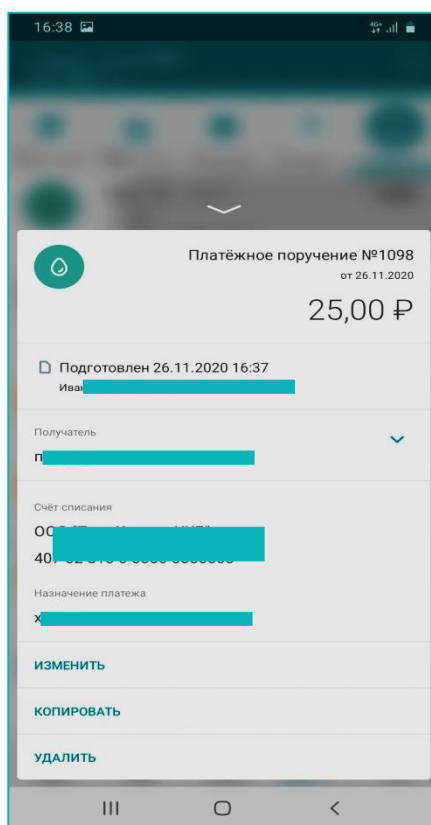 16:38
4G+
Платёжное поручение №1098
от 26.11.2020
25,00 ₽
Подготовлен 26.11.2020 16:37
Получатель
Счёт списания
Назначение платежа
ИЗМЕНИТЬ
КОПИРОВАТЬ
УДАЛИТЬ